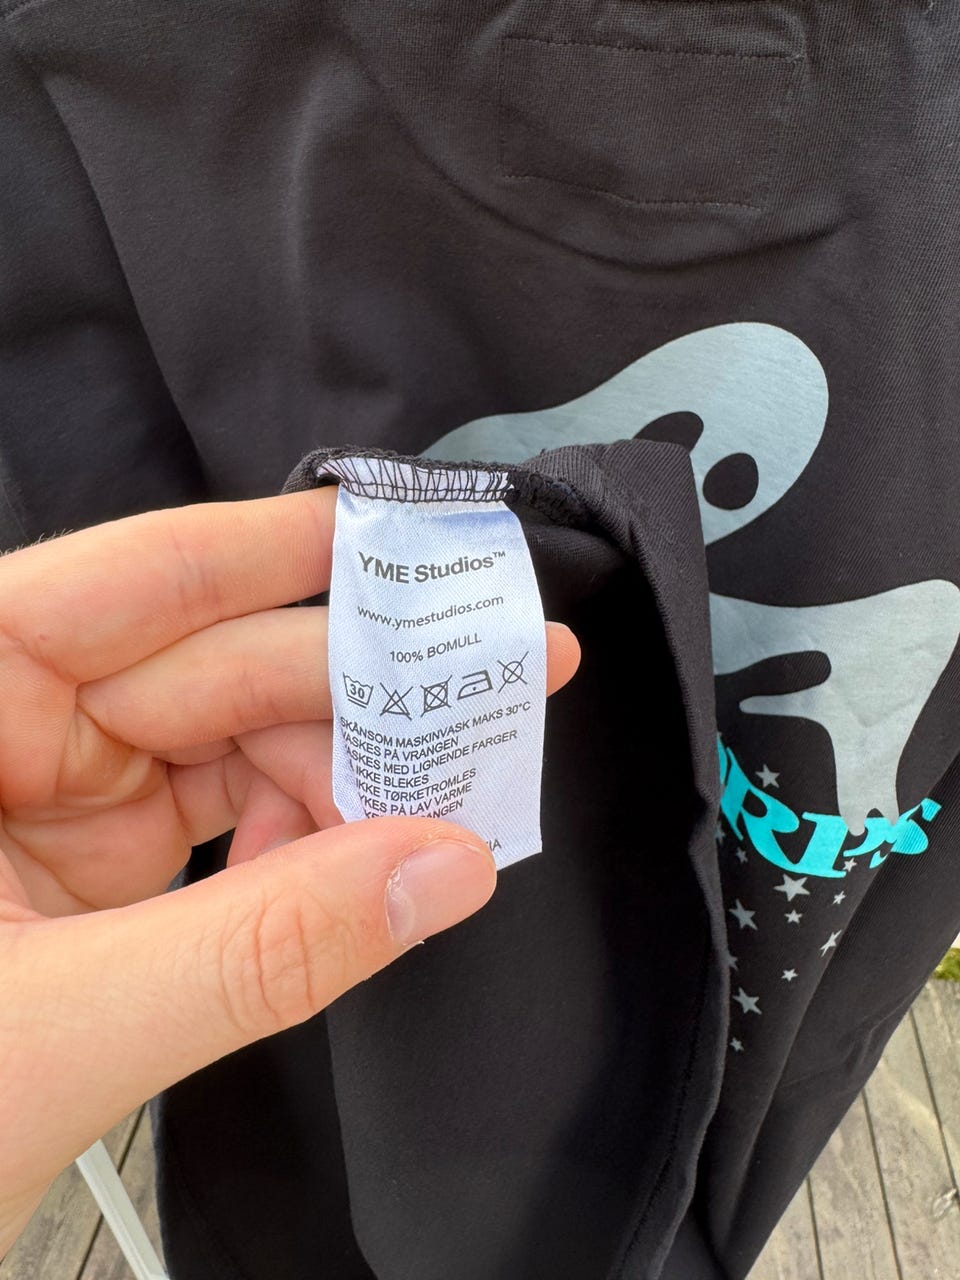 YME Studios™
www.ymestudios.com
100% BOMULL
30
SKÅNSOM MASKINVASK MAKS 30°C
VASKES PÅ VRANGEN
VASKES MED LIGNENDE FARGER
IKKE BLEKES
IKKE TØRKETROMLES
PÅ LAV VARME